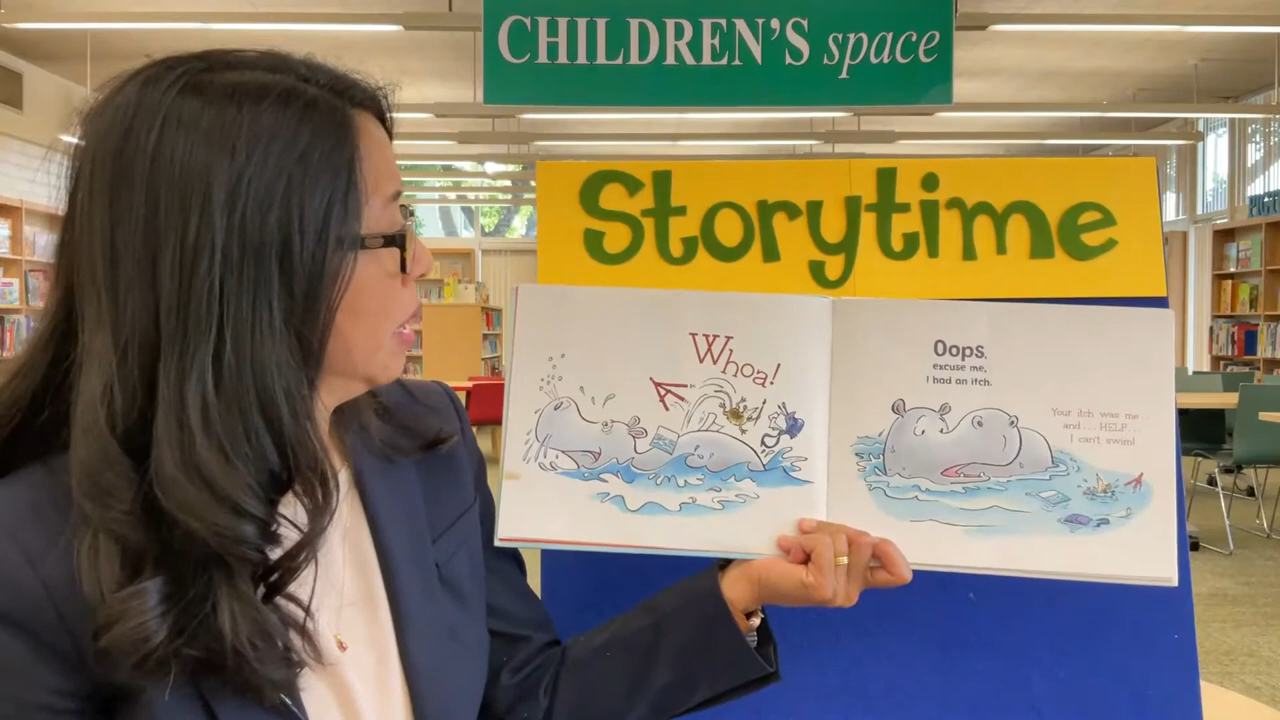 CHILDREN'S space
Storytime
Whoa!
Oops,
excuse me,
I had an itch.
Your itch was me...
and... HELP...
I can't swim!